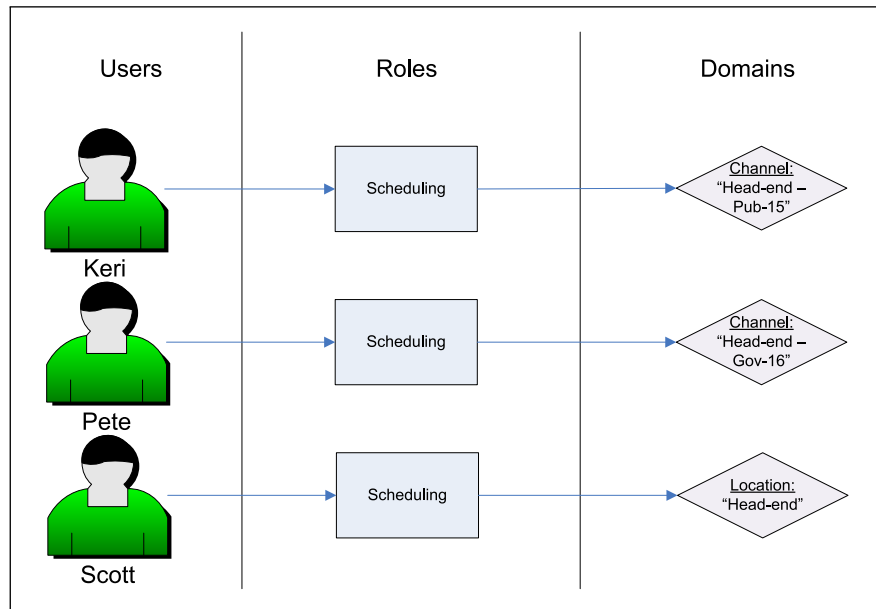 Users
Roles
Domains
Keri
Scheduling
Channel:
“Head-end –
Pub-15”
Pete
Scheduling
Channel:
“Head-end –
Gov-16”
Scott
Scheduling
Location:
“Head-end”